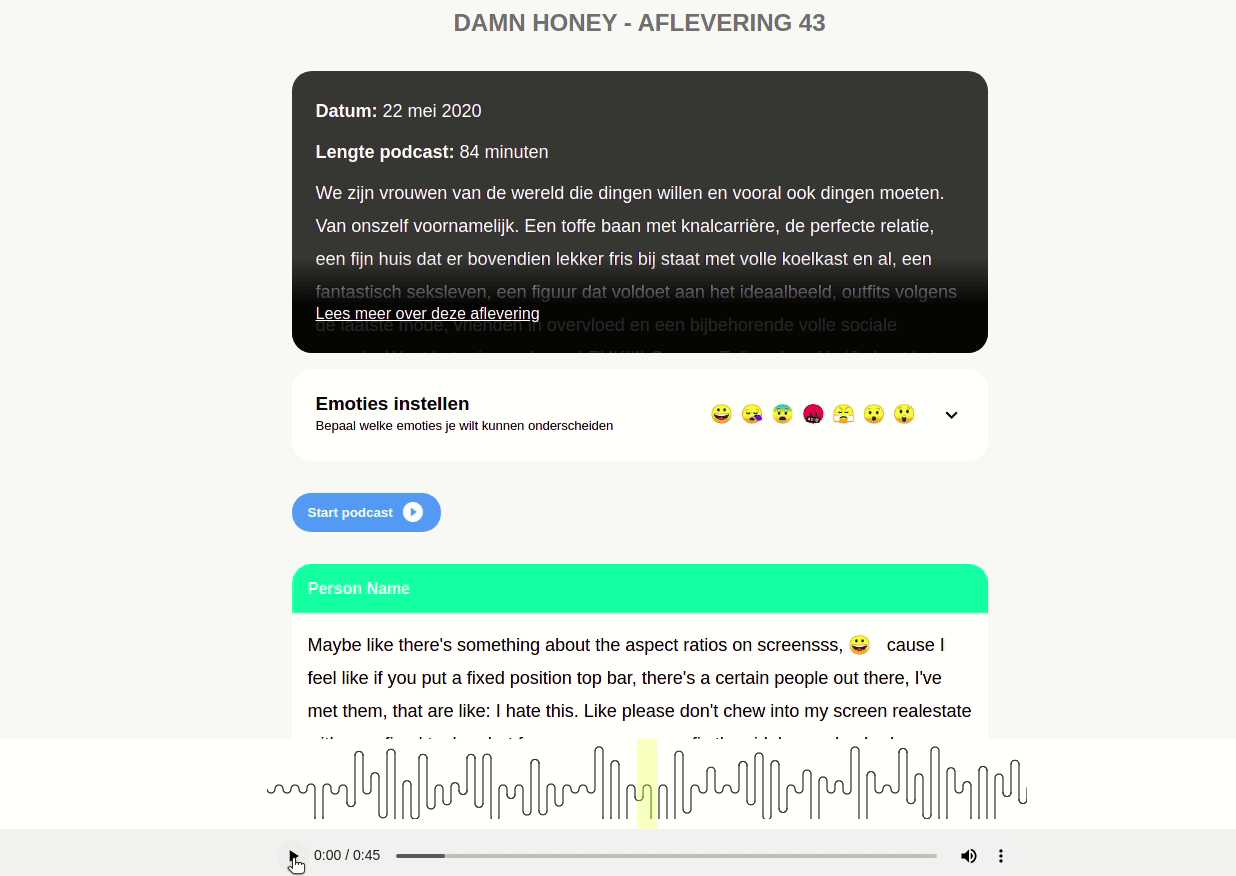 DAMN HONEY - AFLEVERING 43
Datum: 22 mei 2020
Lengte podcast: 84 minuten
We zijn vrouwen van de wereld die dingen willen en vooral ook dingen moeten.
Van onszelf voornamelijk. Een toffe baan met knalcarrière, de perfecte relatie,
een fijn huis dat er bovendien lekker fris bij staat met volle koelkast en al, een
fantastisch seksleven, een figuur dat voldoet aan het ideaalbeeld, outfits volgens
Lees meer over deze aflevering
de laatste mode, vrienden in overvloed en een bijbehorende volle sociale
Emoties instellen
Bepaal welke emoties je wilt kunnen onderscheiden
Start podcast
Person Name
Maybe like there's something about the aspect ratios on screensss, 😀 cause I
feel like if you put a fixed position top bar, there's a certain people out there, I've
met them, that are like: I hate this. Like please don't chew into my screen realestate
0:00 / 0:45